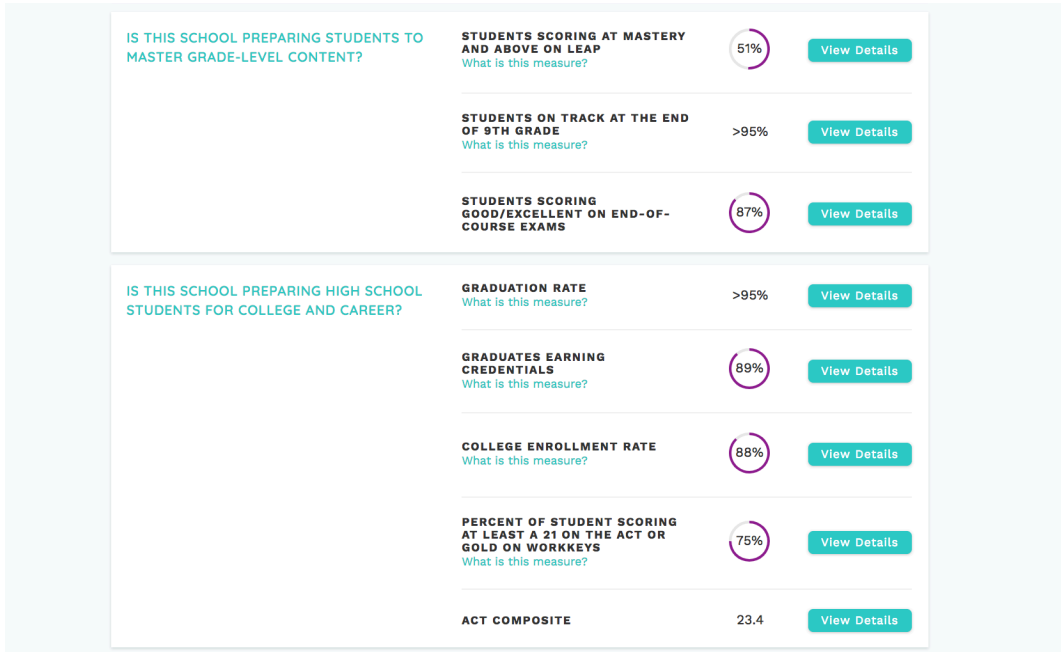 IS THIS SCHOOL PREPARING STUDENTS TO
MASTER GRADE-LEVEL CONTENT?
STUDENTS SCORING AT MASTERY
AND ABOVE ON LEAP
What is this measure?
51%
View Details
STUDENTS ON TRACK AT THE END
OF 9TH GRADE
What is this measure?
>95%
View Details
STUDENTS SCORING
GOOD/EXCELLENT ON END-OF-
COURSE EXAMS
87%
View Details
IS THIS SCHOOL PREPARING HIGH SCHOOL
STUDENTS FOR COLLEGE AND CAREER?
GRADUATION RATE
What is this measure?
>95%
View Details
GRADUATES EARNING
CREDENTIALS
What is this measure?
89%
View Details
COLLEGE ENROLLMENT RATE
What is this measure?
88%
View Details
PERCENT OF STUDENT SCORING
AT LEAST A 21 ON THE ACT OR
GOLD ON WORKKEYS
What is this measure?
75%
View Details
ACT COMPOSITE
23.4
View Details